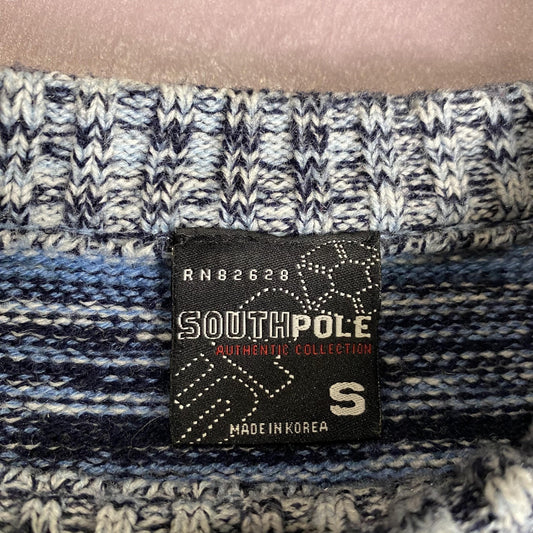 RN82628
SOUTHPOLE
AUTHENTIC COLLECTION
S
MADE IN KOREA